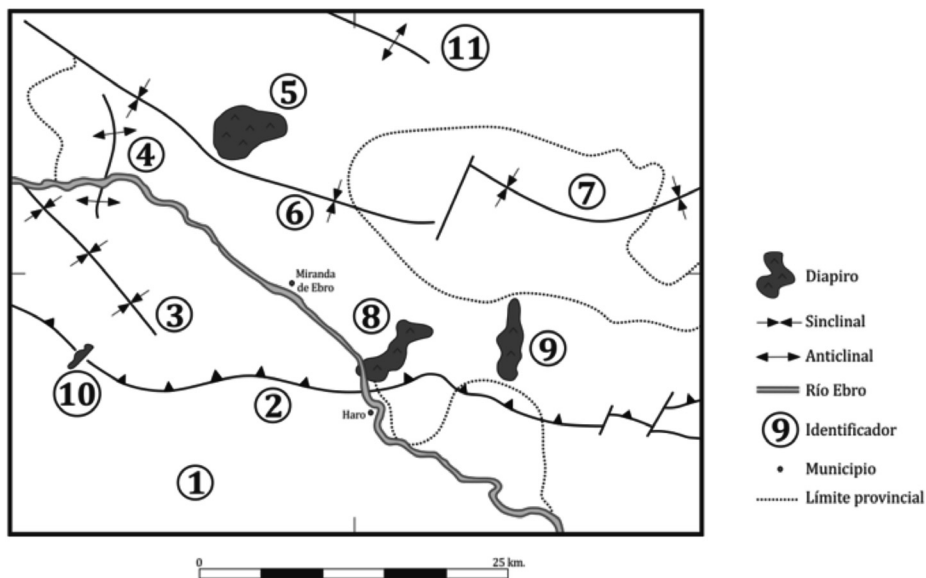 11
5
4
7
6
Miranda
de Ebro
3
8
9
10
2
Haro
1
Diapiro
Sinclinal
Anticlinal
Río Ebro
9 Identificador
Municipio
Límite provincial
0 25 km.